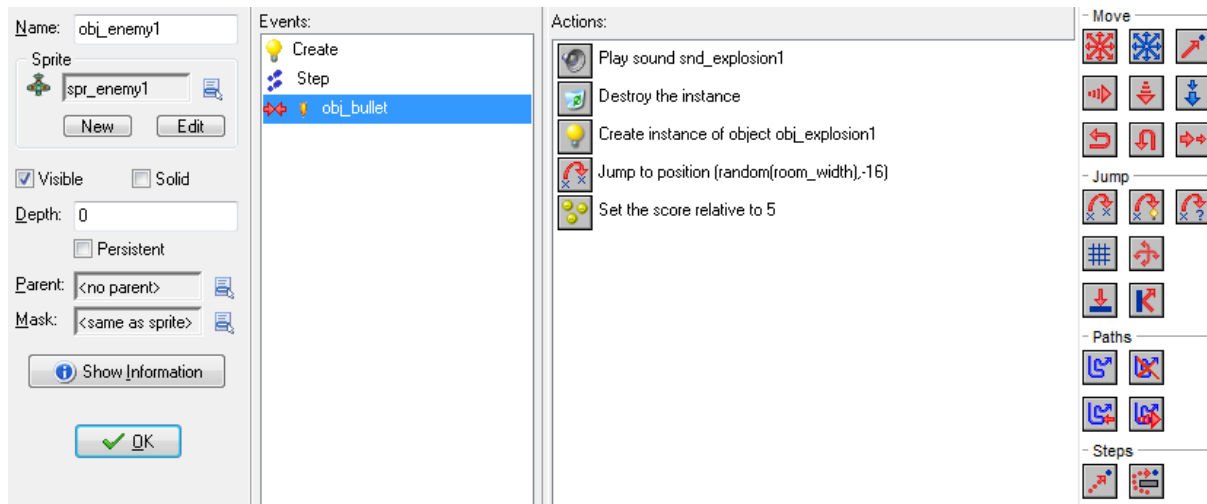 Name: obj_enemy1
Sprite
spr_enemy1
New Edit
Visible Solid
Depth: 0
Persistent
Parent: <no parent>
Mask: <same as sprite>
Show Information
OK
Events:
Create
Step
obj_bullet
Actions:
Play sound snd_explosion1
Destroy the instance
Create instance of object obj_explosion1
Jump to position (random(room_width),-16)
Set the score relative to 5
Move
Jump
Paths
Steps